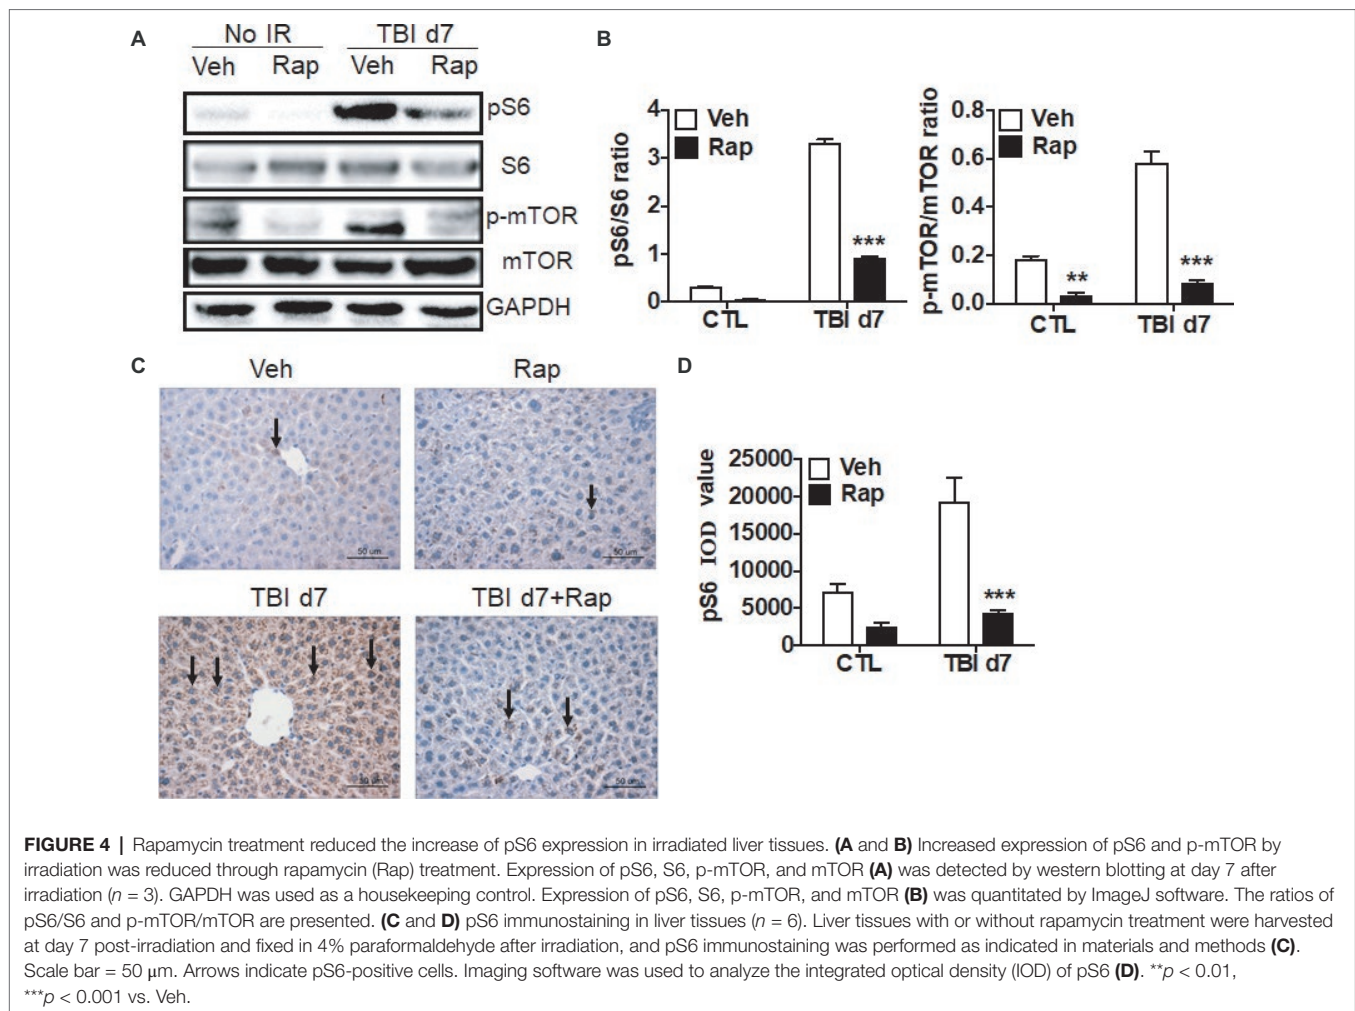 A
No IR TBI d7
Veh Rap Veh Rap
pS6
S6
p-mTOR
mTOR
GAPDH
B
pS6/S6 ratio
4
3
2
1
0
Veh
Rap
***
CTL TBI d7
p-mTOR/mTOR ratio
0.8
0.6
0.4
0.2
0.0
Veh
Rap
**
***
CTL TBI d7
C
Veh Rap
50 um
50 um
TBI d7 TBI d7+Rap
50 um
50 um
D
pS6 IOD value
25000
20000
15000
10000
5000
0
Veh
Rap
***
CTL TBI d7
FIGURE 4 | Rapamycin treatment reduced the increase of pS6 expression in irradiated liver tissues. (A and B) Increased expression of pS6 and p-mTOR by
irradiation was reduced through rapamycin (Rap) treatment. Expression of pS6, S6, p-mTOR, and mTOR (A) was detected by western blotting at day 7 after
irradiation (n = 3). GAPDH was used as a housekeeping control. Expression of pS6, S6, p-mTOR, and mTOR (B) was quantitated by ImageJ software. The ratios of
pS6/S6 and p-mTOR/mTOR are presented. (C and D) pS6 immunostaining in liver tissues (n = 6). Liver tissues with or without rapamycin treatment were harvested
at day 7 post-irradiation and fixed in 4% paraformaldehyde after irradiation, and pS6 immunostaining was performed as indicated in materials and methods (C).
Scale bar = 50 μm. Arrows indicate pS6-positive cells. Imaging software was used to analyze the integrated optical density (IOD) of pS6 (D). **p < 0.01,
***p < 0.001 vs. Veh.